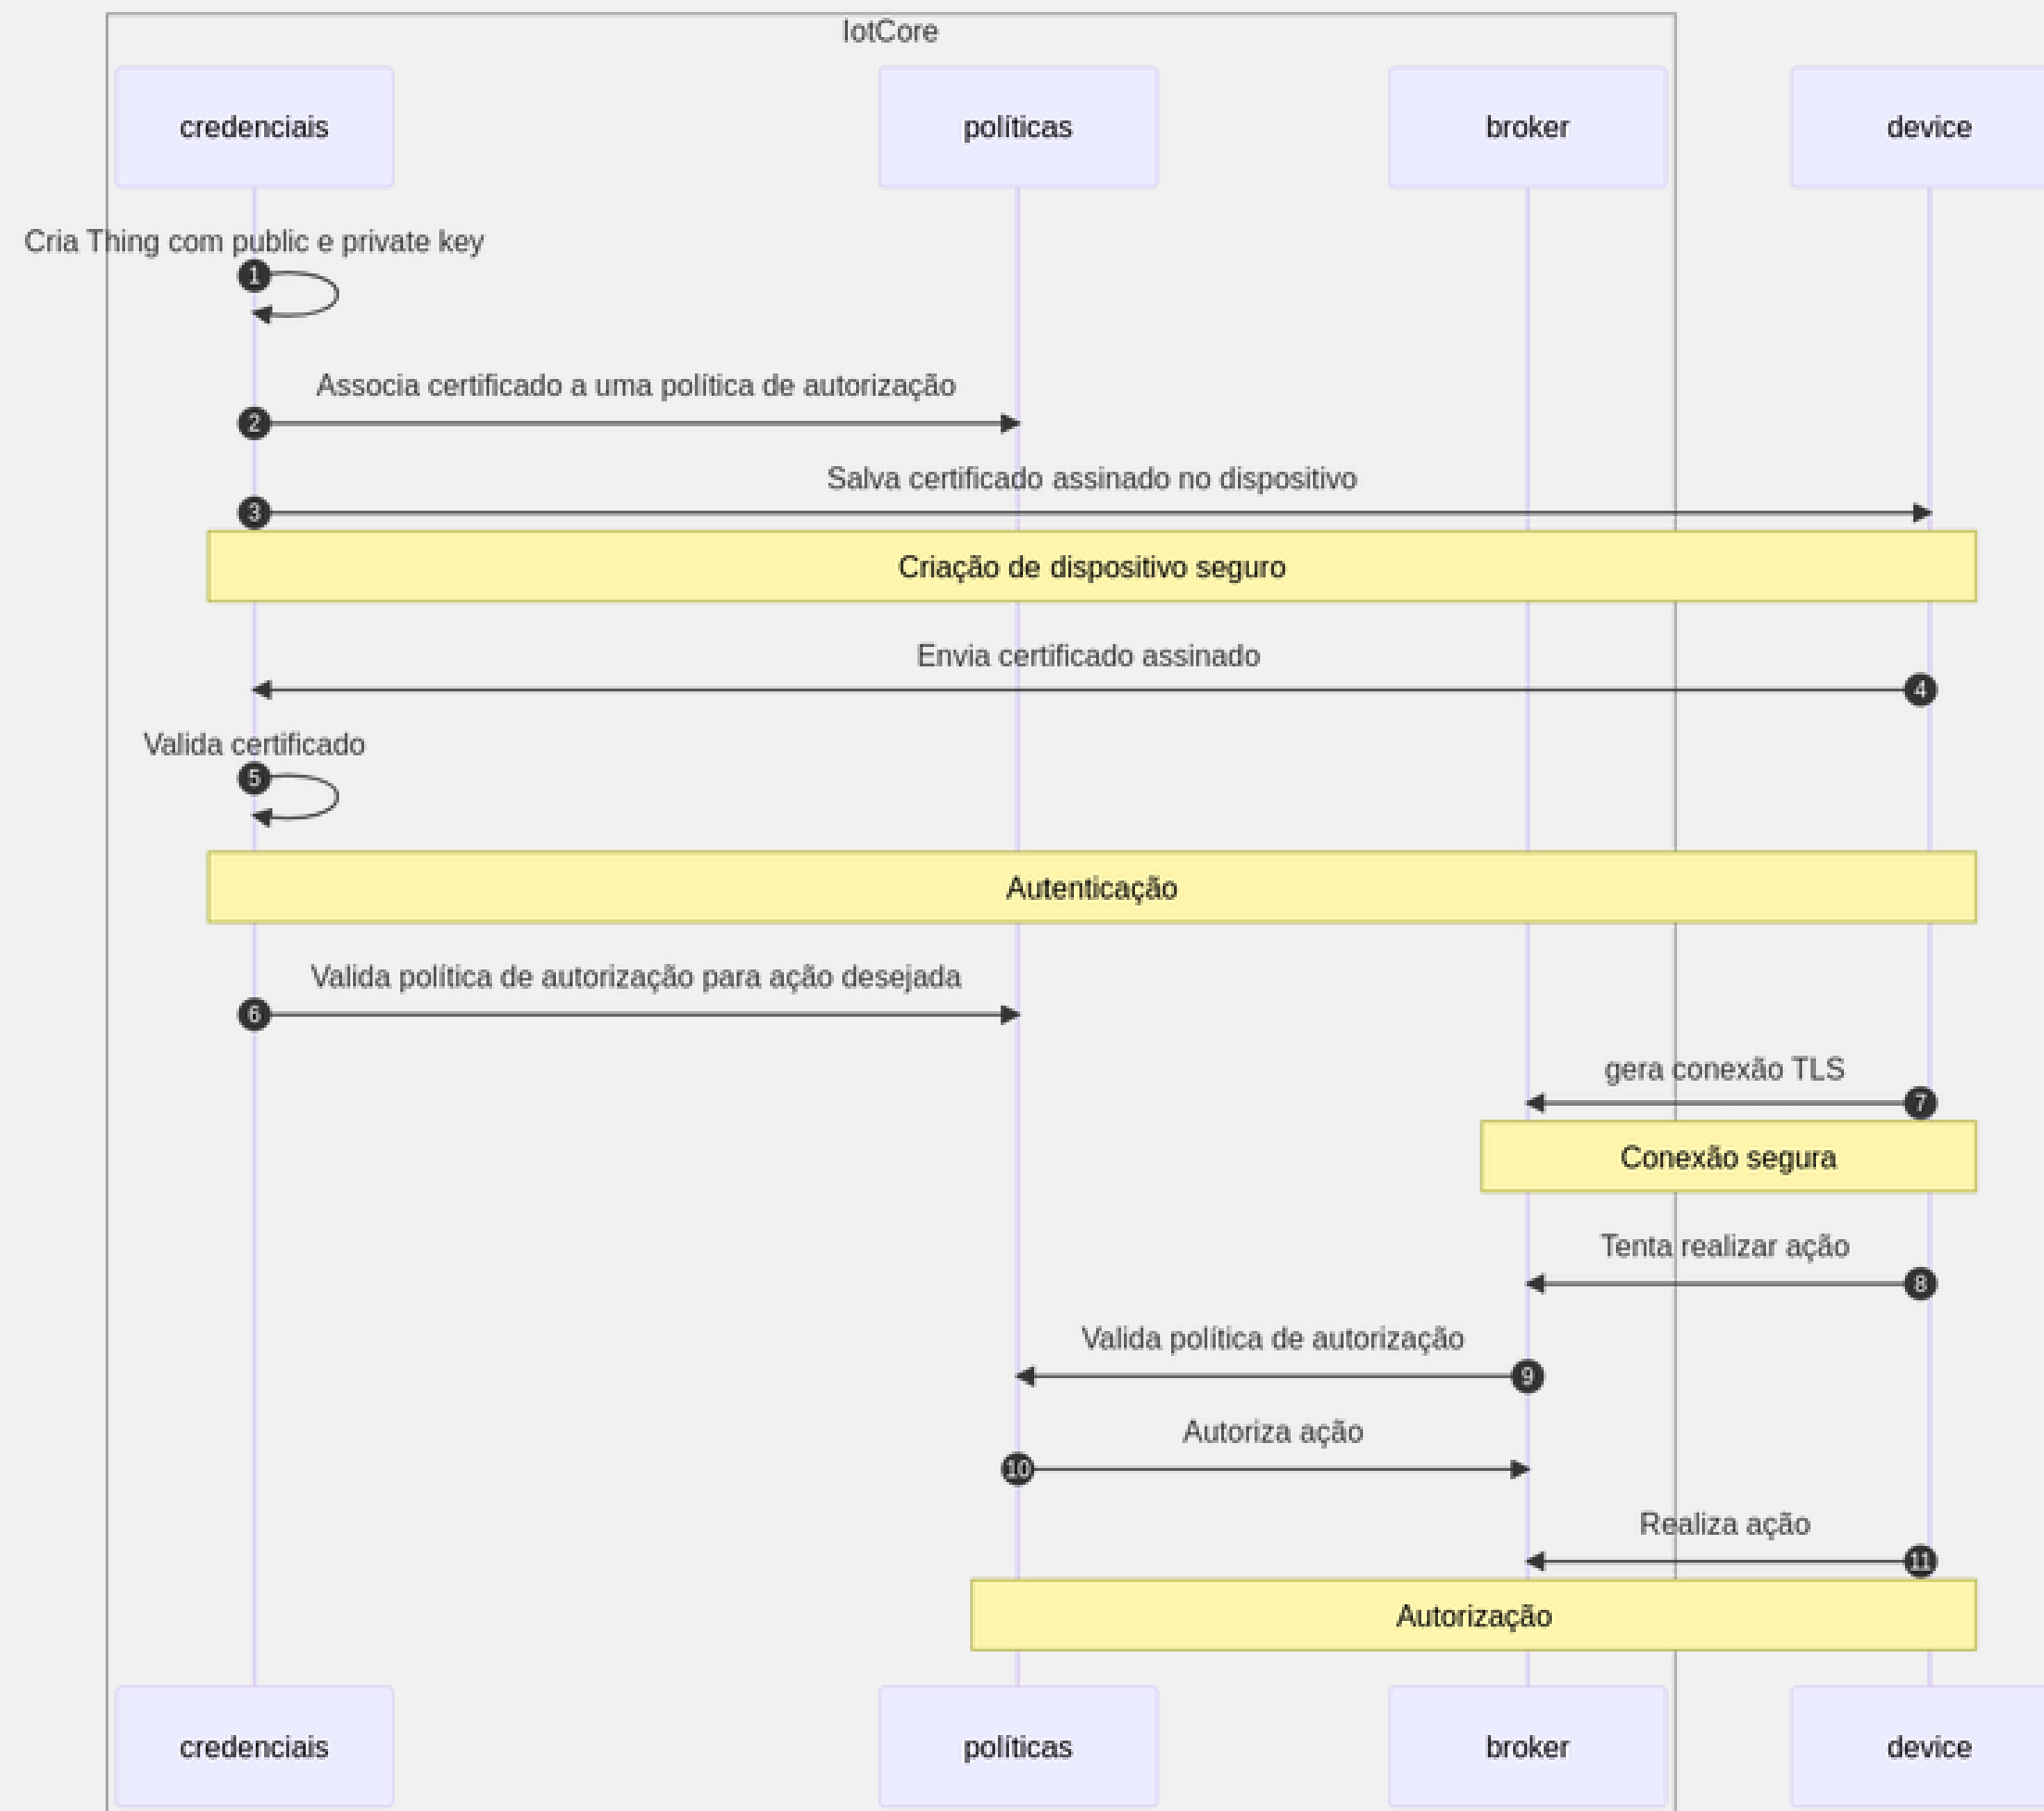 IotCore
credenciais
políticas
broker
device
Cria Thing com public e private key
1
Associa certificado a uma política de autorização
2
Salva certificado assinado no dispositivo
3
Criação de dispositivo seguro
Envia certificado assinado
4
Valida certificado
5
Autenticação
Valida política de autorização para ação desejada
6
gera conexão TLS
7
Conexão segura
Tenta realizar ação
8
Valida política de autorização
9
Autoriza ação
10
Realiza ação
11
Autorização
credenciais
políticas
broker
device